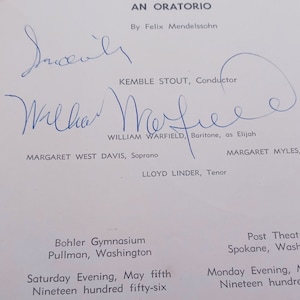 AN ORATORIO
By Felix Mendelssohn
Sincerely
KEMBLE STOUT, Conductor
William Warfield
WILLIAM WARFIELD, Baritone, as Elijah
MARGARET WEST DAVIS, Soprano
MARGARET MYLES,
LLOYD LINDER, Tenor
Bohler Gymnasium
Pullman, Washington
Saturday Evening, May fifth
Nineteen hundred fifty-six
Post Theat
Spokane, Wash
Monday Evening, M
Nineteen hundred